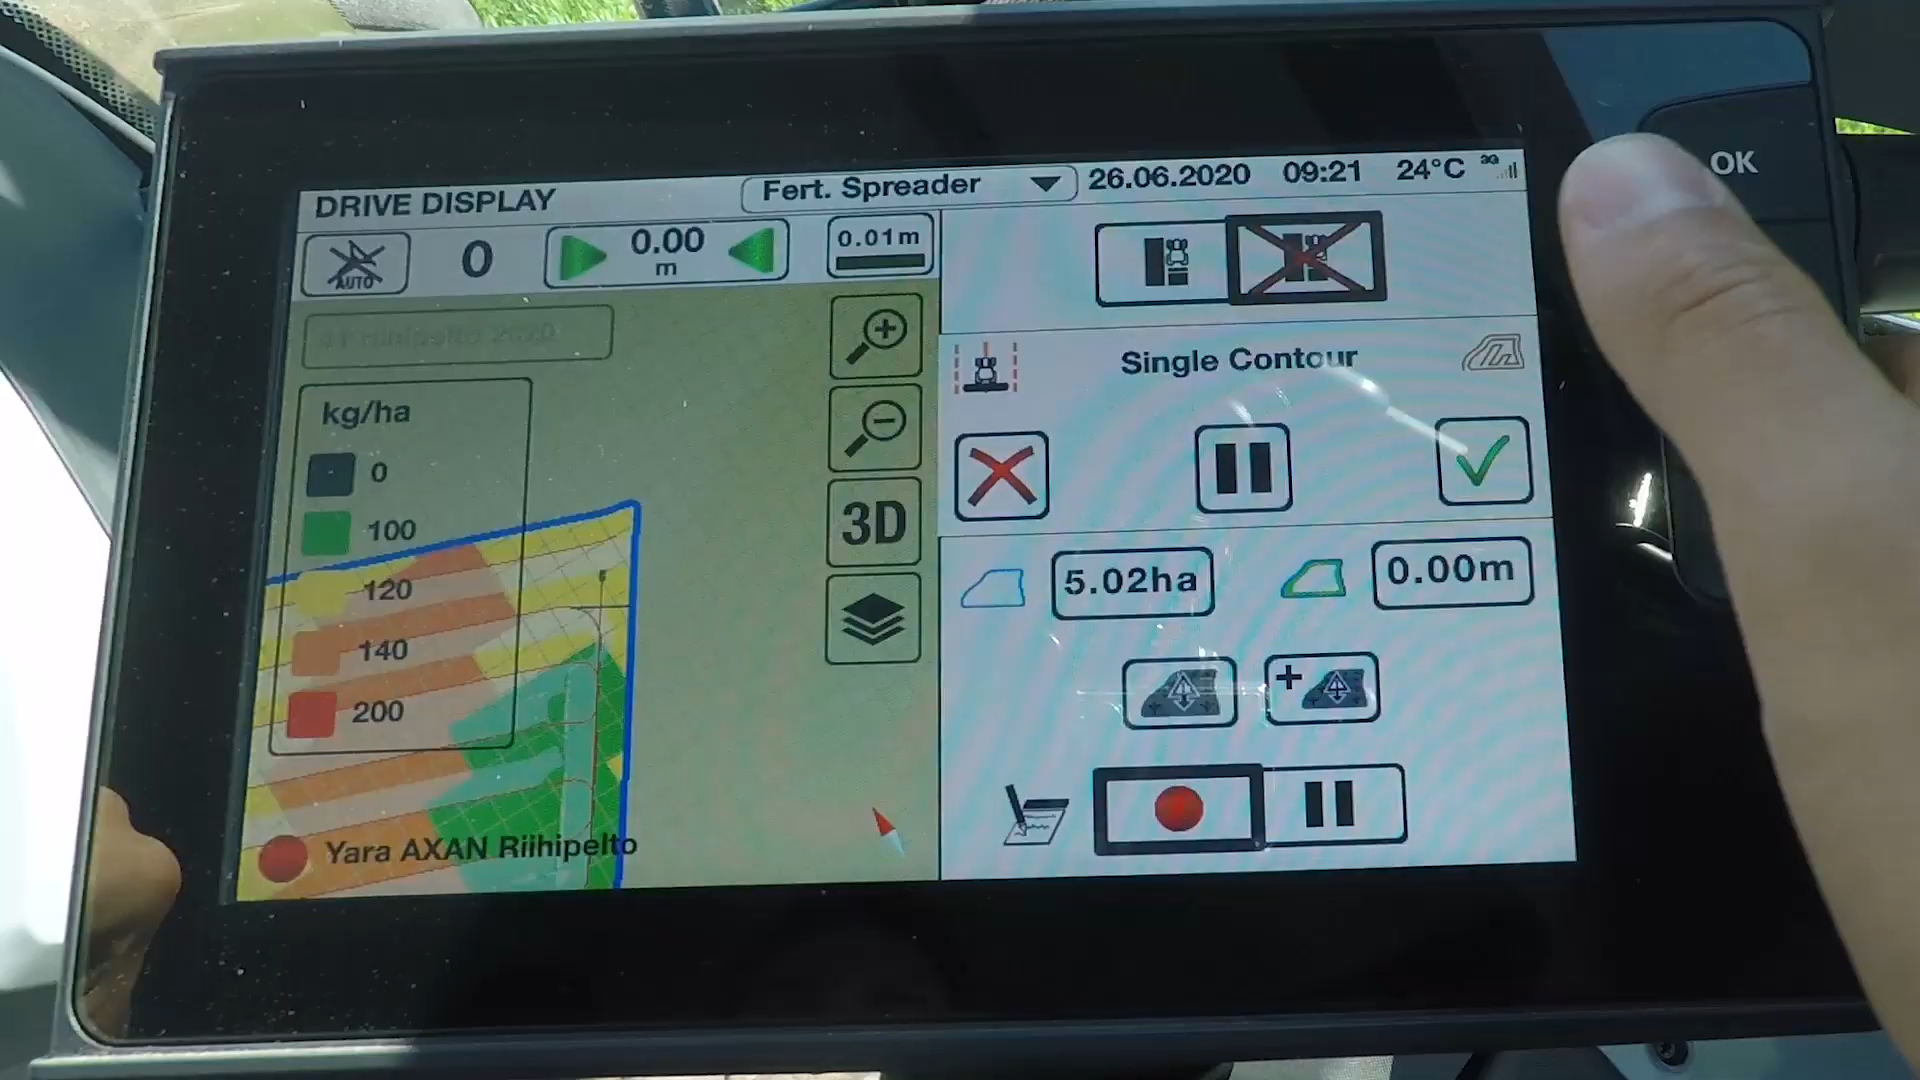 OK
DRIVE DISPLAY
Fert. Spreader
26.06.2020
09:21
24°C
3G
AUTO
0
0.00
m
0.01m
Single Contour
kg/ha
0
100
120
140
200
3D
5.02ha
0.00m
Yara AXAN Riihipelto